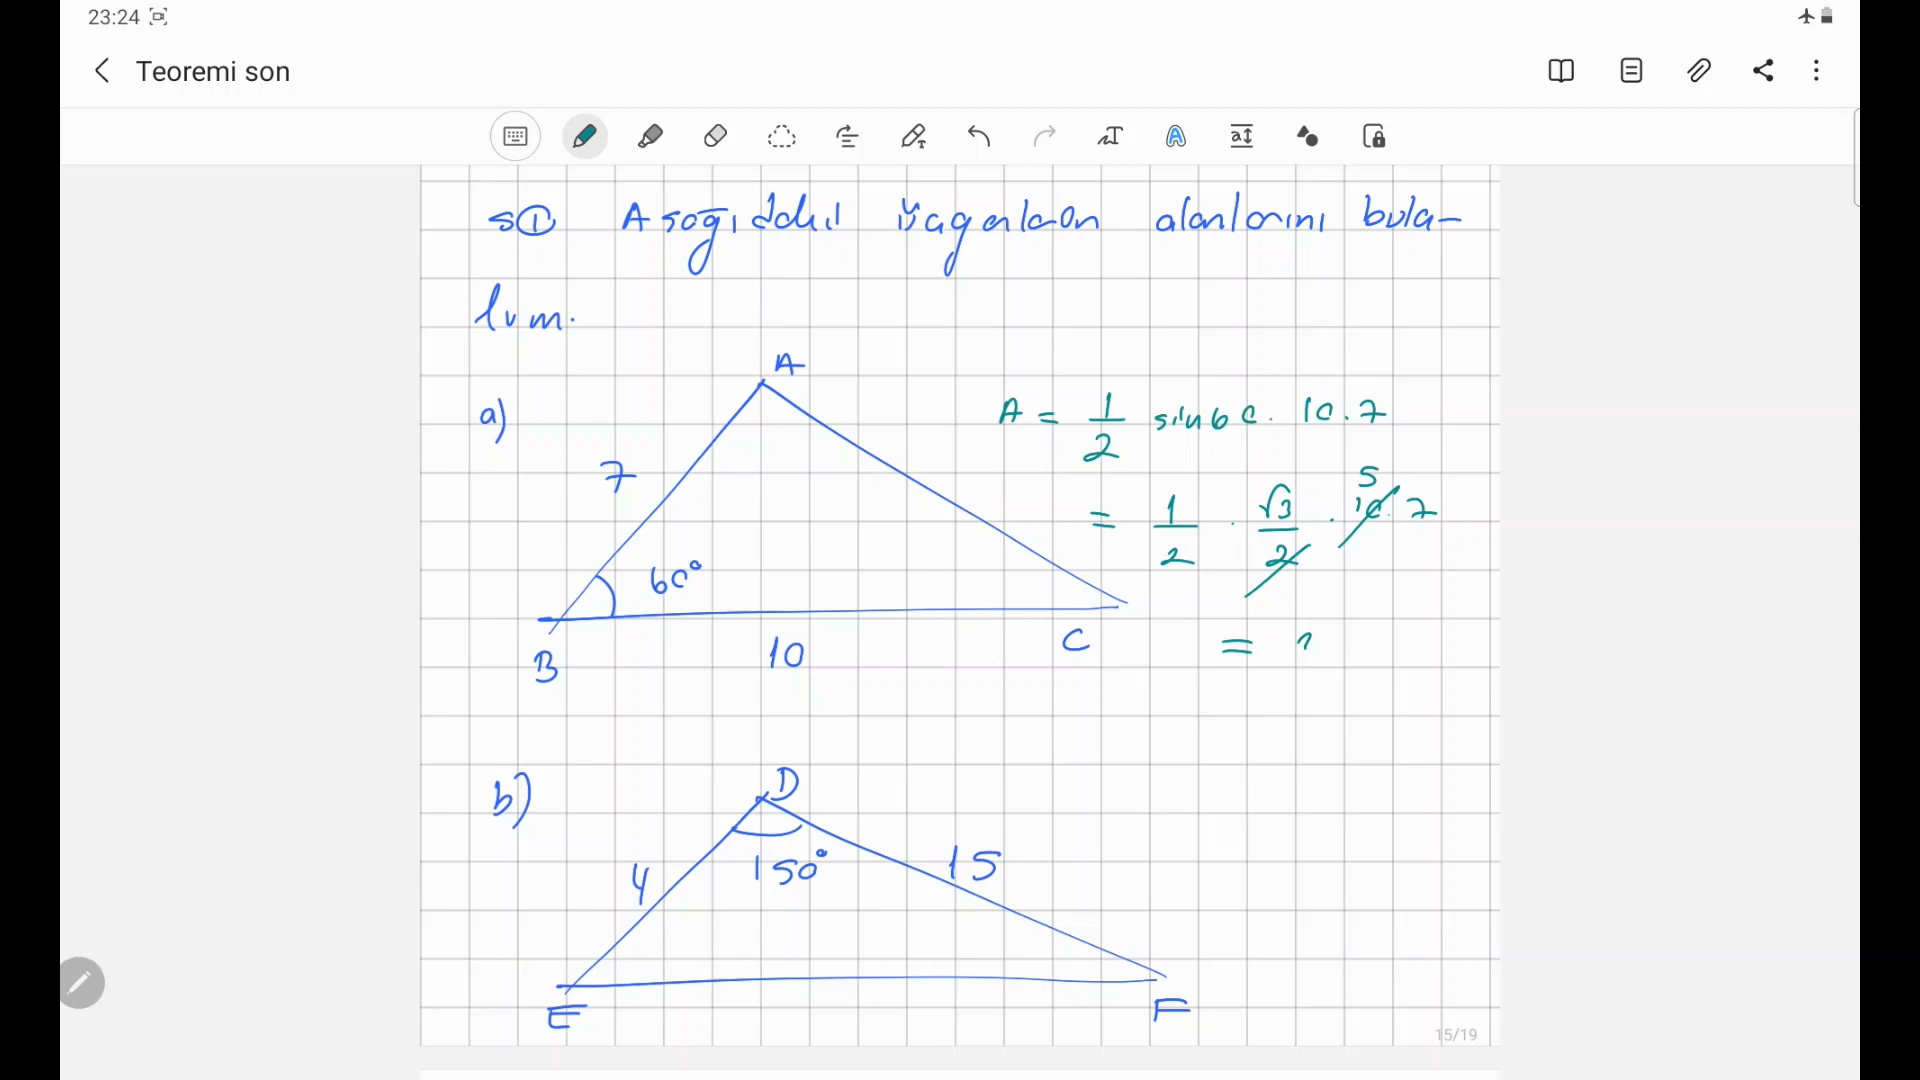 23:24
Teoremi son
s① Asağıdaki üçgenlerin alanlarını bula-
lım.
a)
A
7
60°
B
10
C
A = 1/2 sin60. 10.7
= 1/2 . √3/2 . 10.7
5
= 
b)
D
4
150°
15
E
F
15/19